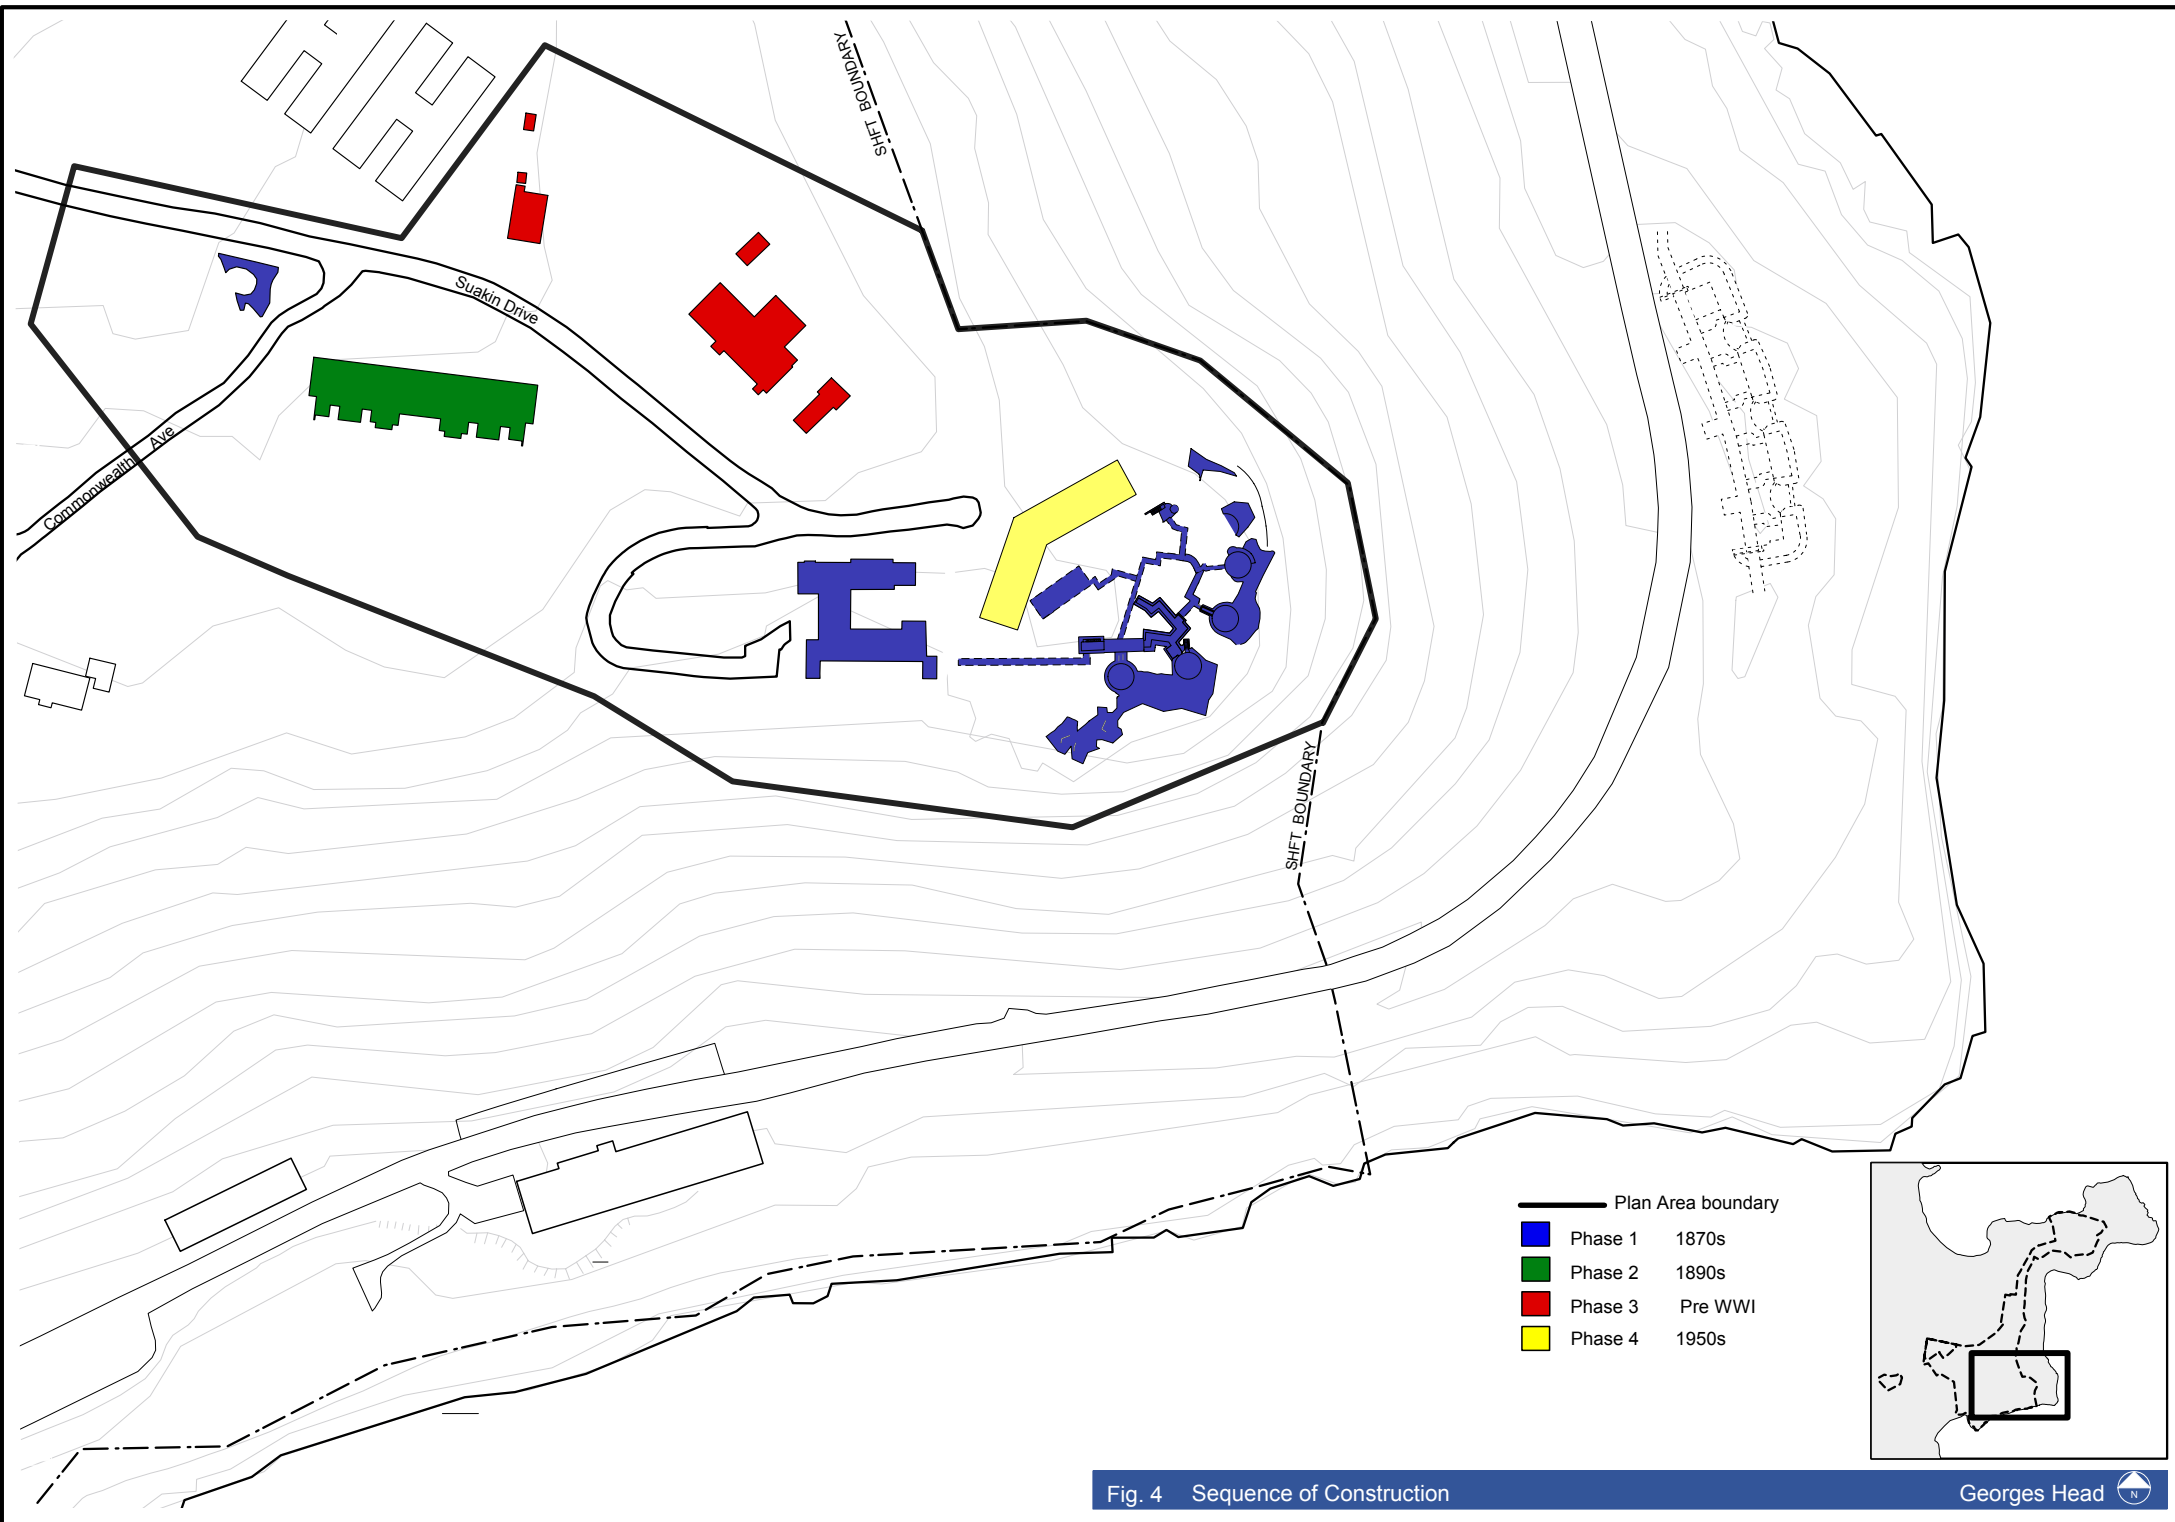 SHFT BOUNDARY
Suakin Drive
Commonwealth Ave
SHFT BOUNDARY
Plan Area boundary
Phase 1 1870s
Phase 2 1890s
Phase 3 Pre WWI
Phase 4 1950s
Fig. 4 Sequence of Construction Georges Head N